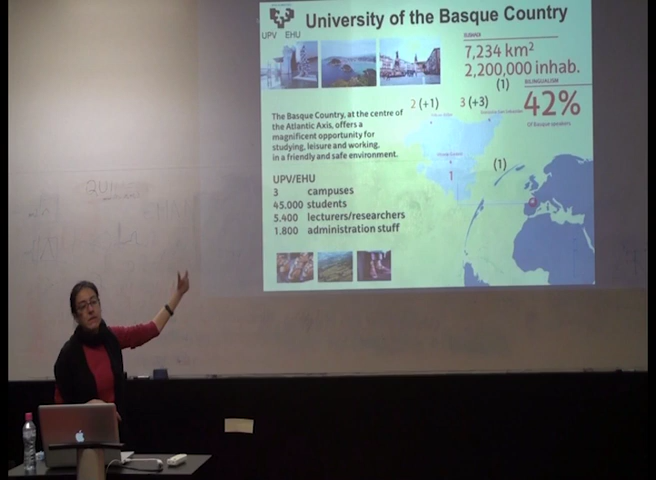 University of the Basque Country
UPV EHU
7,234 km²
2,200,000 inhab.
(1)
BILINGUALISM
42%
Of Basque speakers
2 (+1)
3 (+3)
The Basque Country, at the centre of
the Atlantic Axis, offers a
magnificent opportunity for
studying, leisure and working,
in a friendly and safe environment.
1
(1)
UPV/EHU
3 campuses
45.000 students
5.400 lecturers/researchers
1.800 administration stuff